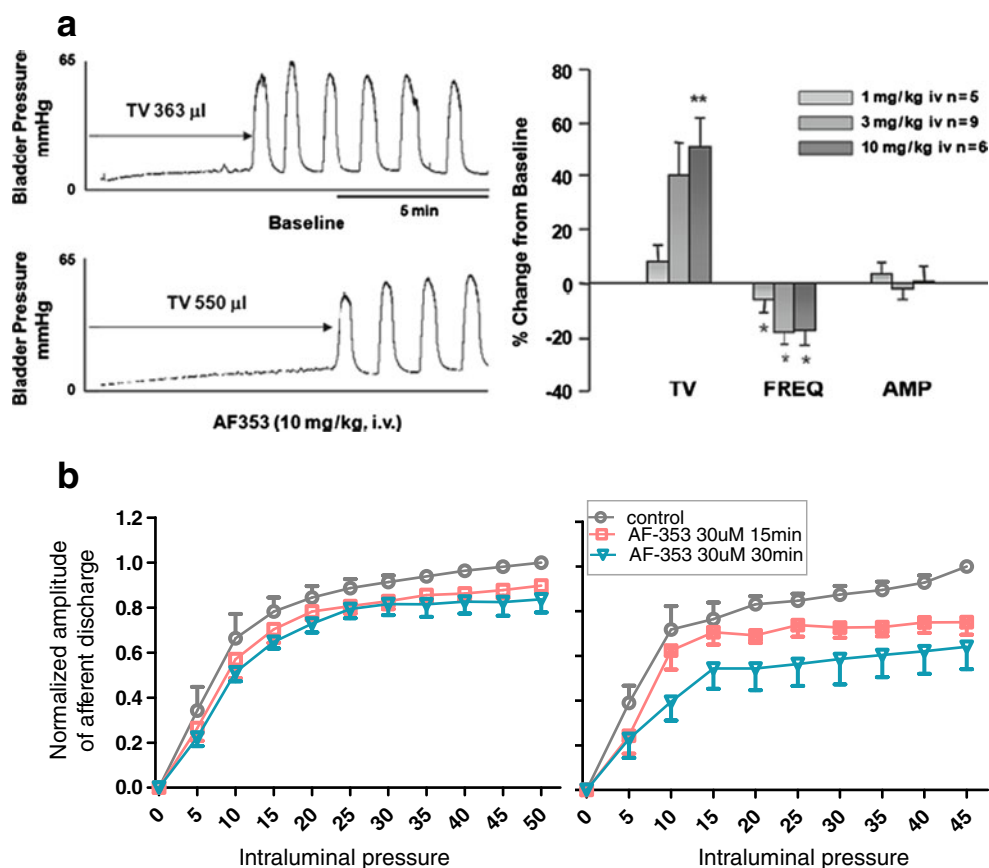 a
Bladder Pressure
mmHg
65
0
TV 363 µl
5 min
Baseline
Bladder Pressure
mmHg
65
0
TV 550 µl
AF353 (10 mg/kg, i.v.)
% Change from Baseline
80
60
40
20
0
-20
-40
**
*
*
*
1 mg/kg iv n=5
3 mg/kg iv n=9
10 mg/kg iv n=6
TV FREQ AMP
b
Normalized amplitude
of afferent discharge
1.2
1.0
0.8
0.6
0.4
0.2
0.0
0 5 10 15 20 25 30 35 40 45 50
Intraluminal pressure
control
AF-353 30uM 15min
AF-353 30uM 30min
0 5 10 15 20 25 30 35 40 45
Intraluminal pressure